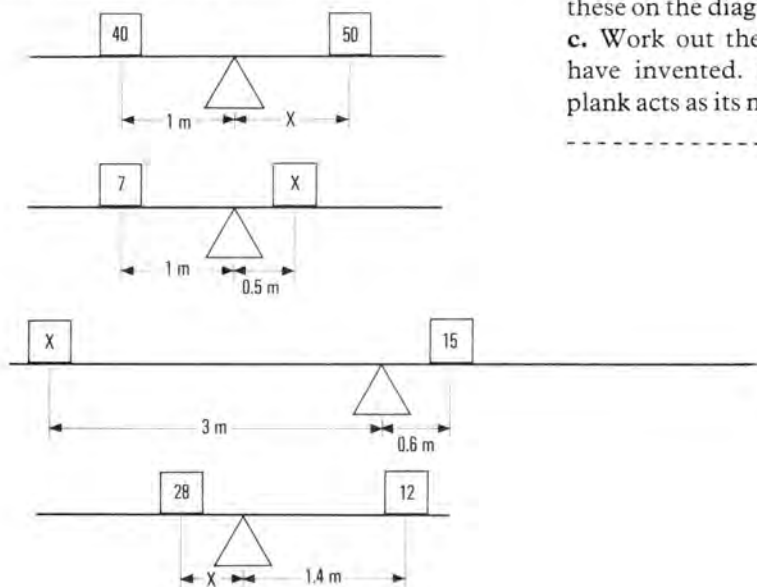 these on the diag
c. Work out the
have invented.
plank acts as its n
40 50
1 m X
7 X
1 m 0.5 m
X 15
3 m 0.6 m
28 12
X 1.4 m